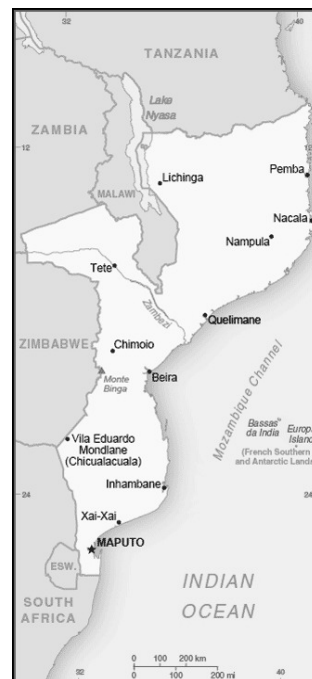 32
40
TANZANIA
Lake
Nyasa
ZAMBIA
12
Pemba
Lichinga
MALAWI
Nacala
Nampula
Tete
Zambezi
Quelimane
ZIMBABWE
Chimoio
Monte
Binga
Beira
Mozambique Channel
Bassas
da India
Europa
Island
(French Southern
and Antarctic Lands)
Vila Eduardo
Mondlane
(Chicualacuala)
24
Inhambane
Xai-Xai
MAPUTO
ESW.
INDIAN
OCEAN
SOUTH
AFRICA
0 100 200 km
0 100 200 mi
32
40